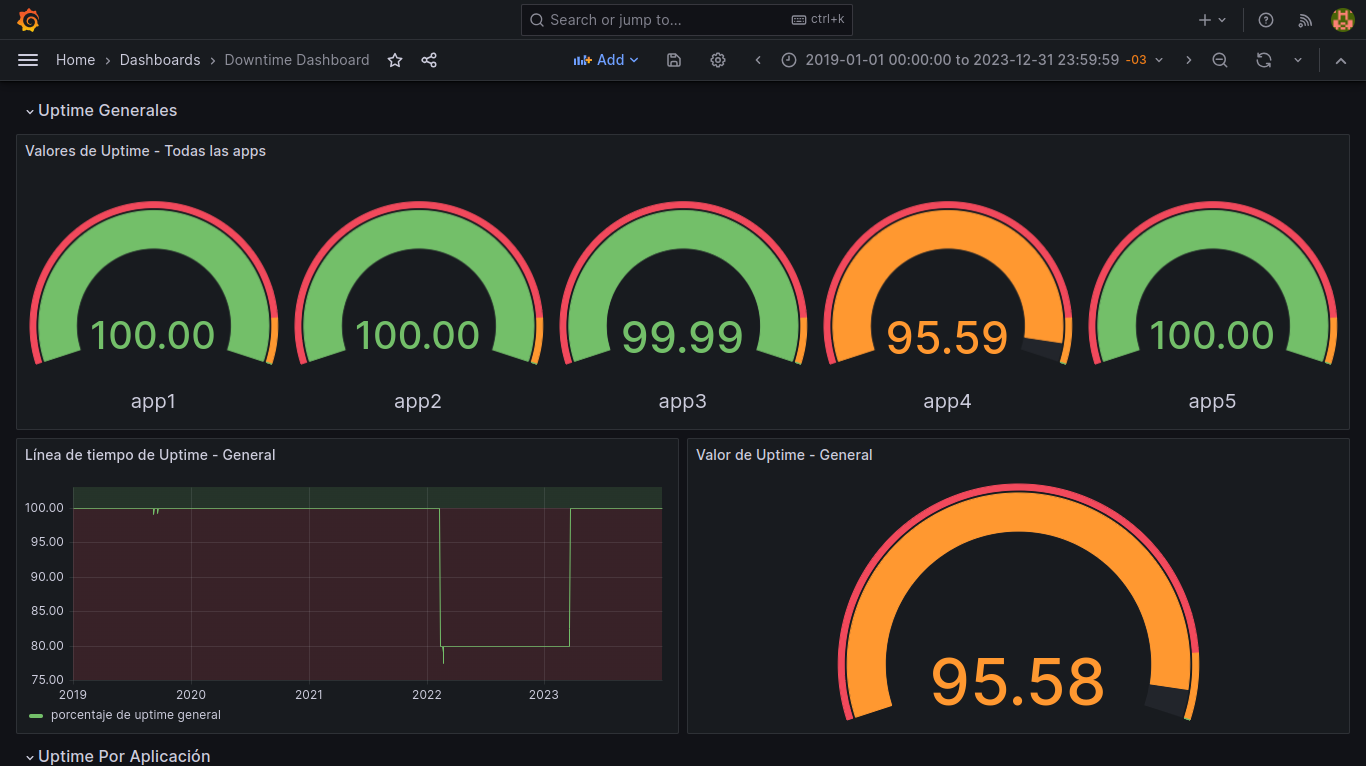 Search or jump to... ctrl+k
Home › Dashboards › Downtime Dashboard Add 2019-01-01 00:00:00 to 2023-12-31 23:59:59 -03
Uptime Generales
Valores de Uptime - Todas las apps
100.00 100.00 99.99 95.59 100.00
app1 app2 app3 app4 app5
Línea de tiempo de Uptime - General
100.00
95.00
90.00
85.00
80.00
75.00
2019 2020 2021 2022 2023
porcentaje de uptime general
Valor de Uptime - General
95.58
Uptime Por Aplicación